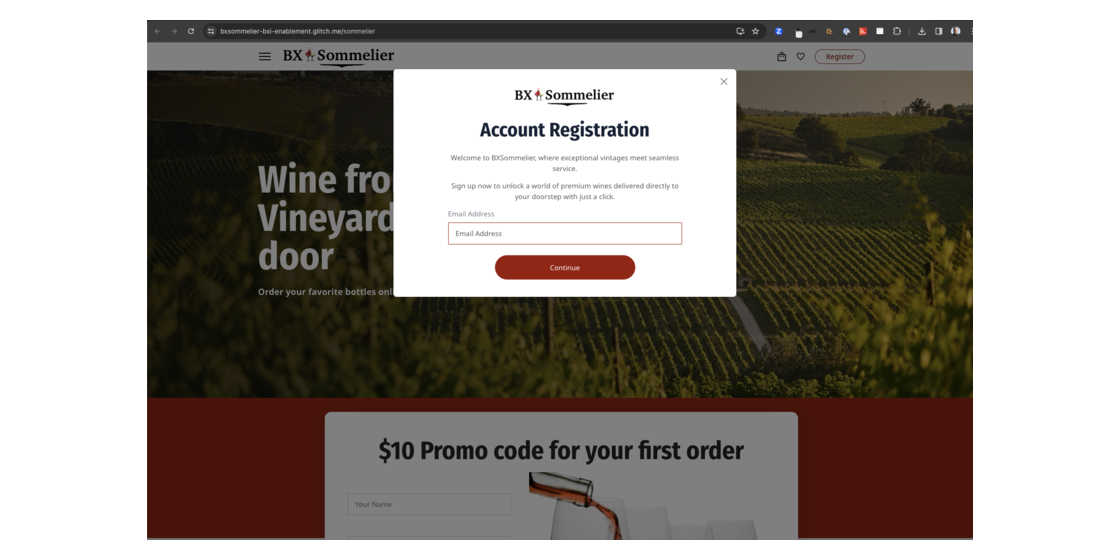 bxsommelier-bxi-enablement.glitch.me/sommelier
BX Sommelier
Register
BX Sommelier
Account Registration
Welcome to BXSommelier, where exceptional vintages meet seamless
service.
Sign up now to unlock a world of premium wines delivered directly to
your doorstep with just a click.
Email Address
Email Address
Continue
Wine fro
Vineyard
door
Order your favorite bottles onl
$10 Promo code for your first order
Your Name